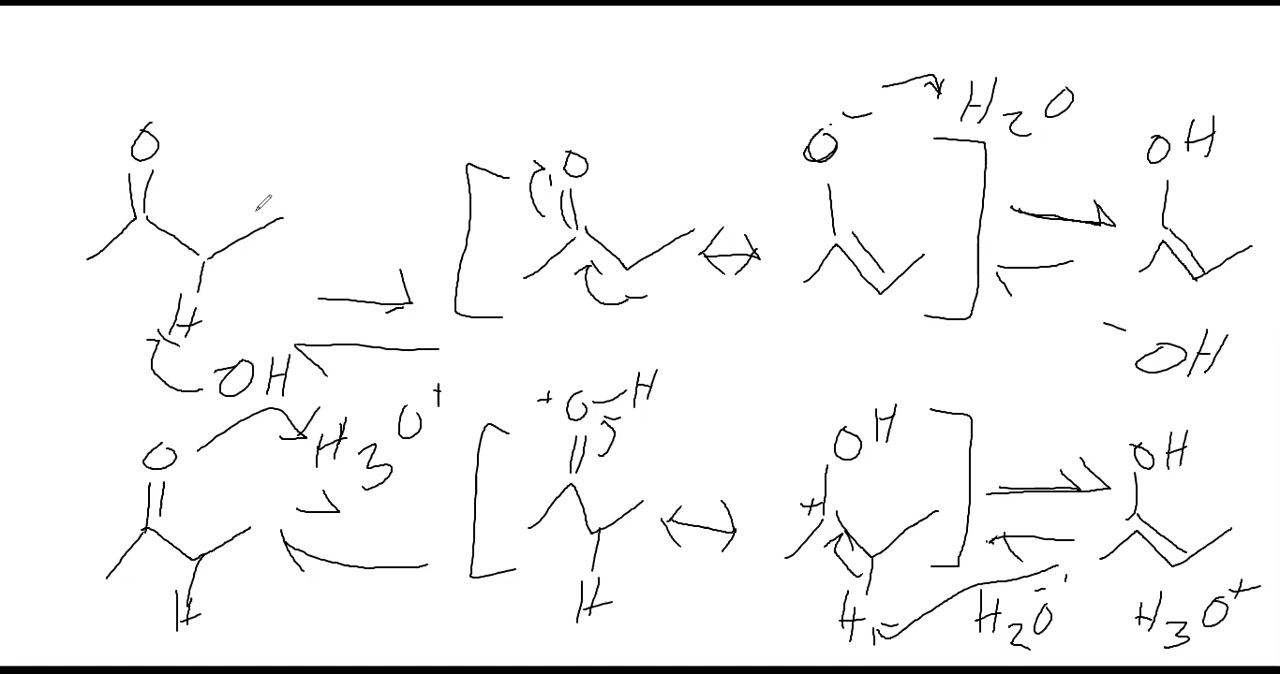 O O O⁻ H₂O OH
H
OH ⁻OH
O H₃O⁺ ⁺O-H OH OH
+
H H H H₂O H₃O⁺